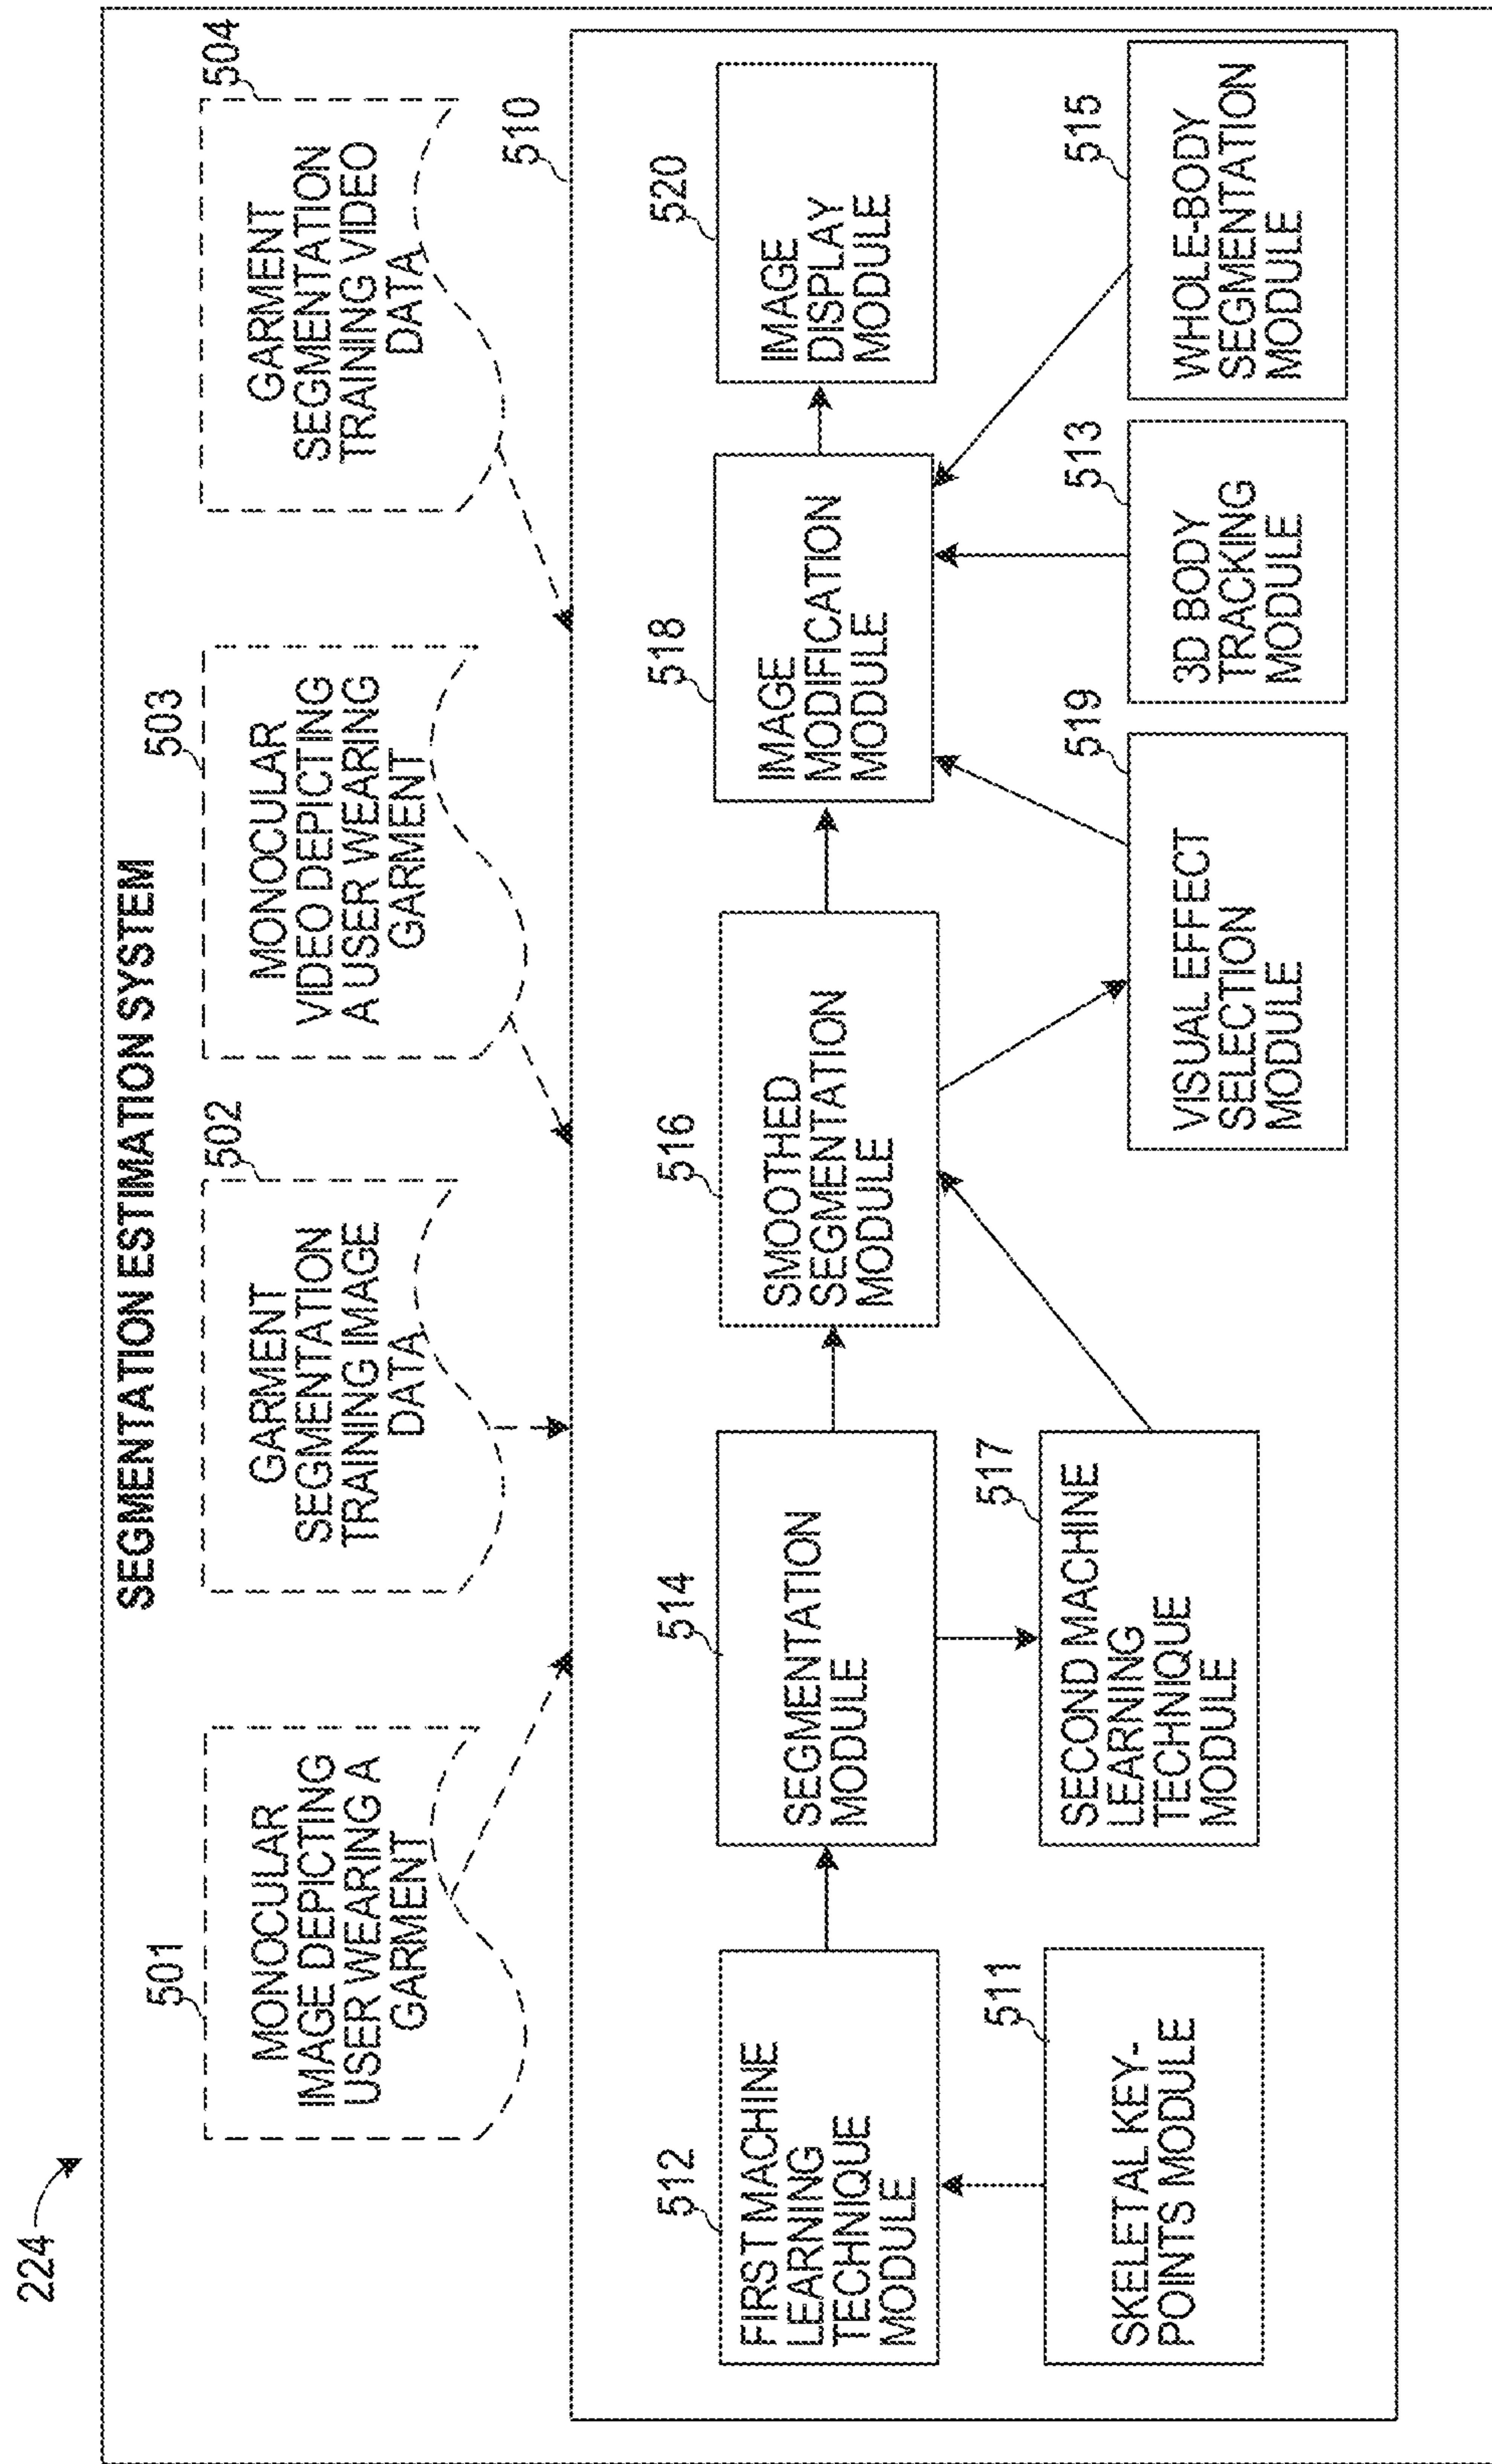 224
SEGMENTATION ESTIMATION SYSTEM
501
MONOCULAR
IMAGE DEPICTING
USER WEARING A
GARMENT
502
GARMENT
SEGMENTATION
TRAINING IMAGE
DATA
503
MONOCULAR
VIDEO DEPICTING
A USER WEARING
GARMENT
504
GARMENT
SEGMENTATION
TRAINING VIDEO
DATA
510
512
FIRST MACHINE
LEARNING
TECHNIQUE
MODULE
514
SEGMENTATION
MODULE
516
SMOOTHED
SEGMENTATION
MODULE
518
IMAGE
MODIFICATION
MODULE
520
IMAGE
DISPLAY
MODULE
511
SKELETAL KEY-
POINTS MODULE
517
SECOND MACHINE
LEARNING
TECHNIQUE
MODULE
519
VISUAL EFFECT
SELECTION
MODULE
513
3D BODY
TRACKING
MODULE
515
WHOLE-BODY
SEGMENTATION
MODULE